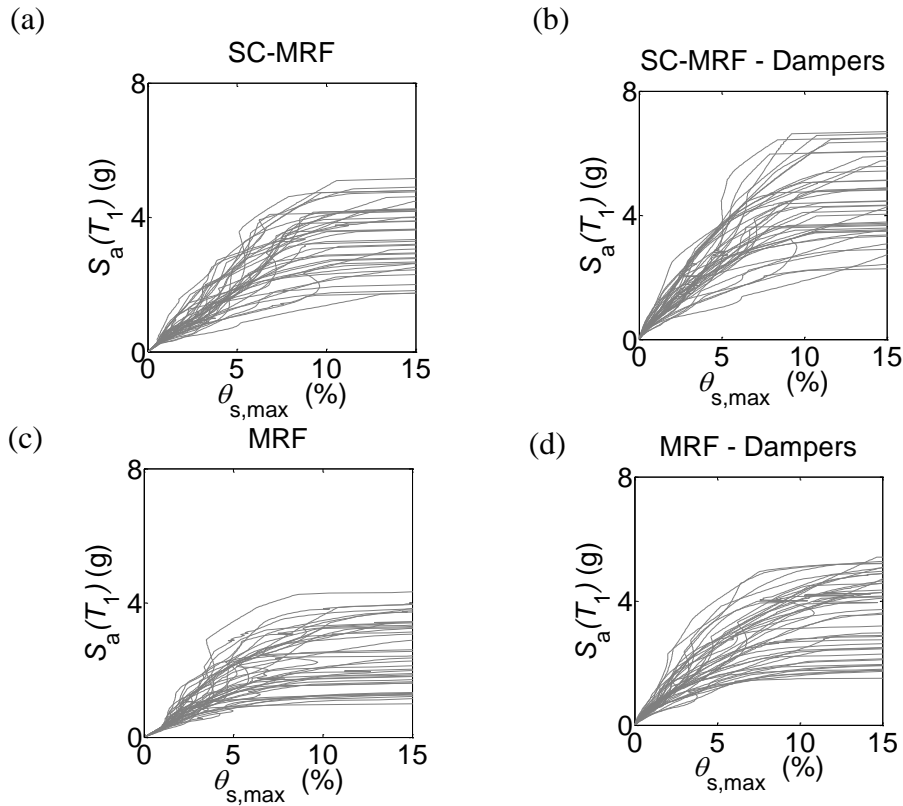 (a)
SC-MRF
8
4
0
S_a(T_1) (g)
0 5 10 15
θ_s,max (%)
(b)
SC-MRF - Dampers
8
4
0
S_a(T_1) (g)
0 5 10 15
θ_s,max (%)
(c)
MRF
8
4
0
S_a(T_1) (g)
0 5 10 15
θ_s,max (%)
(d)
MRF - Dampers
8
4
0
S_a(T_1) (g)
0 5 10 15
θ_s,max (%)